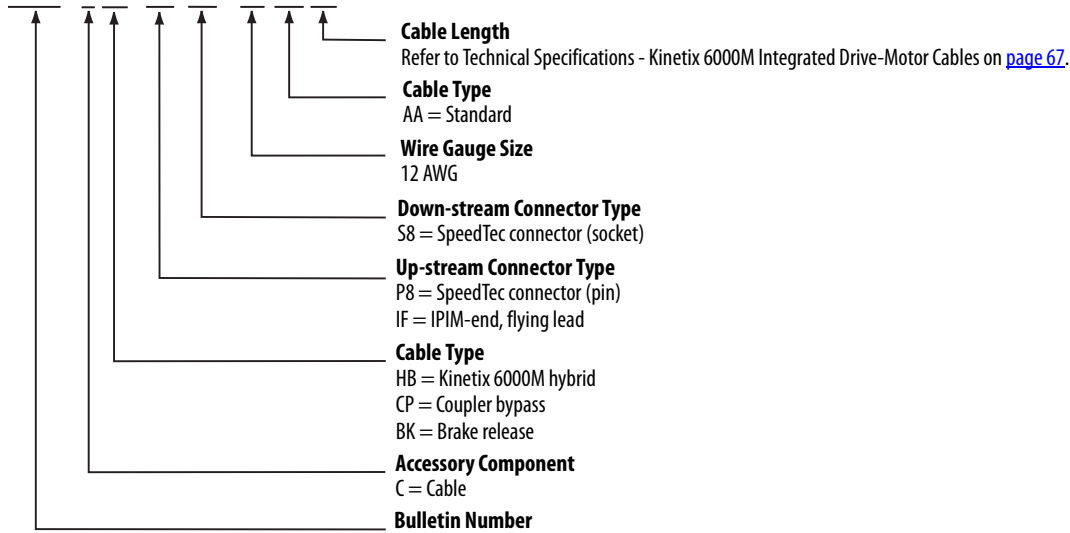 Cable Length
Refer to Technical Specifications - Kinetix 6000M Integrated Drive-Motor Cables on page 67.
Cable Type
AA = Standard
Wire Gauge Size
12 AWG
Down-stream Connector Type
S8 = SpeedTec connector (socket)
Up-stream Connector Type
P8 = SpeedTec connector (pin)
IF = IPIM-end, flying lead
Cable Type
HB = Kinetix 6000M hybrid
CP = Coupler bypass
BK = Brake release
Accessory Component
C = Cable
Bulletin Number